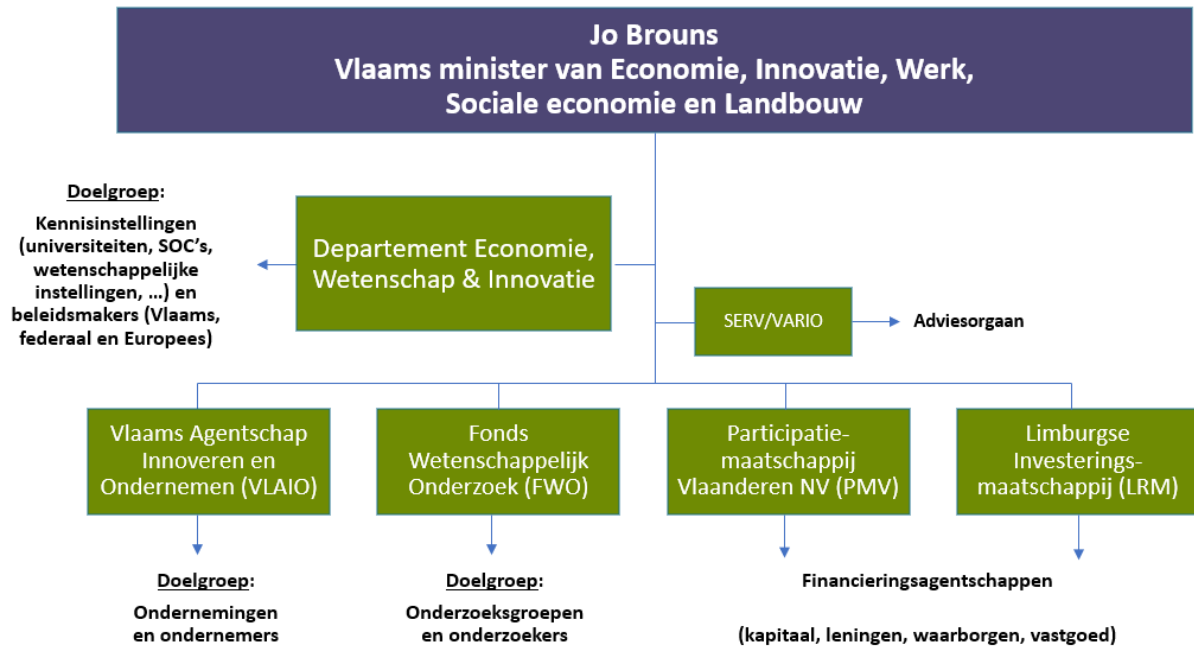 Jo Brouns
Vlaams minister van Economie, Innovatie, Werk,
Sociale economie en Landbouw
Doelgroep:
Kennisinstellingen
(universiteiten, SOC’s,
wetenschappelijke
instellingen, …) en
beleidsmakers (Vlaams,
federaal en Europees)
Departement Economie,
Wetenschap & Innovatie
SERV/VARIO
Adviesorgaan
Vlaams Agentschap
Innoveren en
Ondernemen (VLAIO)
Fonds
Wetenschappelijk
Onderzoek (FWO)
Participatie-
maatschappij
Vlaanderen NV (PMV)
Limburgse
Investerings-
maatschappij (LRM)
Doelgroep:
Ondernemingen
en ondernemers
Doelgroep:
Onderzoeksgroepen
en onderzoekers
Financieringsagentschappen
(kapitaal, leningen, waarborgen, vastgoed)